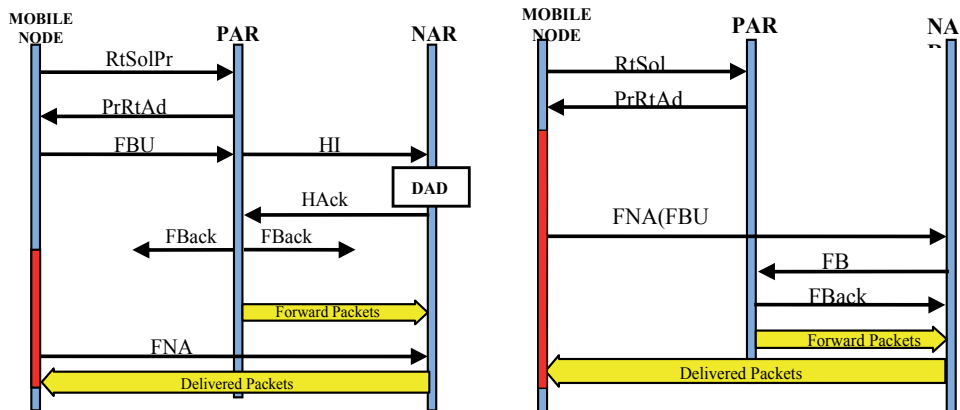 MOBILE
NODE
PAR
NAR
RtSolPr
PrRtAd
FBU
HI
DAD
HAck
FBack
FBack
Forward Packets
FNA
Delivered Packets
MOBILE
NODE
PAR
NA
RtSol
PrRtAd
FNA(FBU
FB
FBack
Forward Packets
Delivered Packets